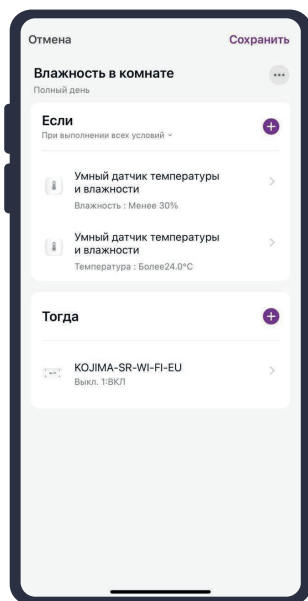 Отмена Сохранить
Влажность в комнате
Полный день
Если
При выполнении всех условий
Умный датчик температуры
и влажности
Влажность : Менее 30%
Умный датчик температуры
и влажности
Температура : Более24.0°C
Тогда
KOJIMA-SR-WI-FI-EU
Выкл. 1:ВКЛ